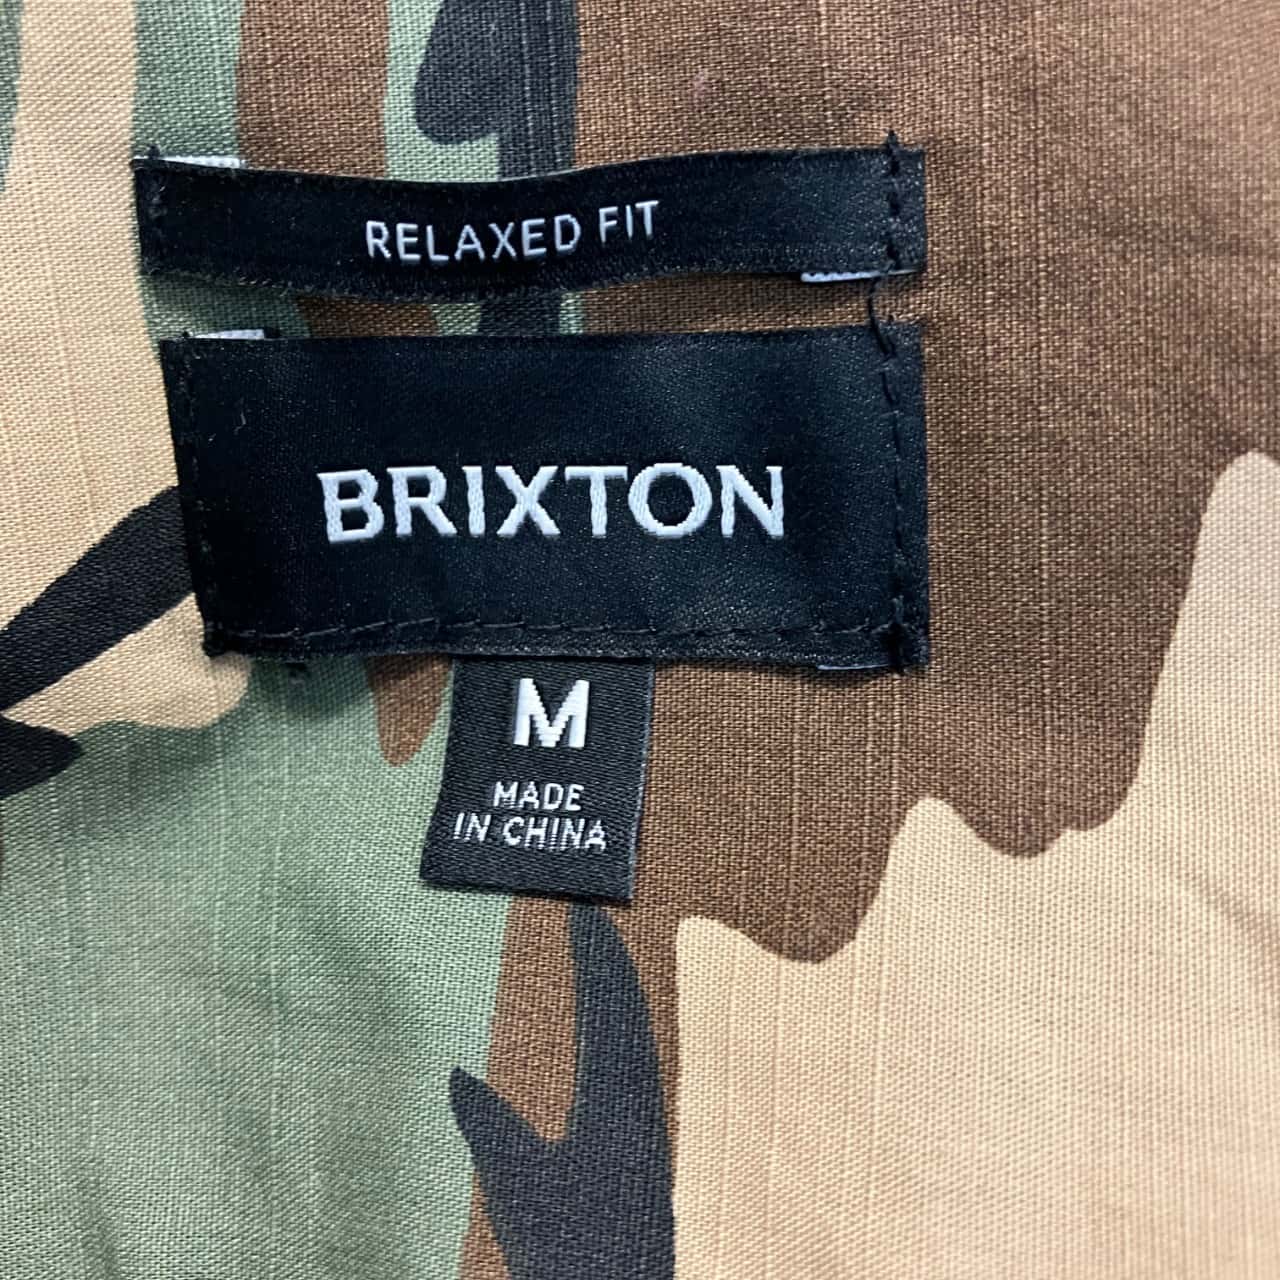 RELAXED FIT
BRIXTON
M
MADE
IN CHINA